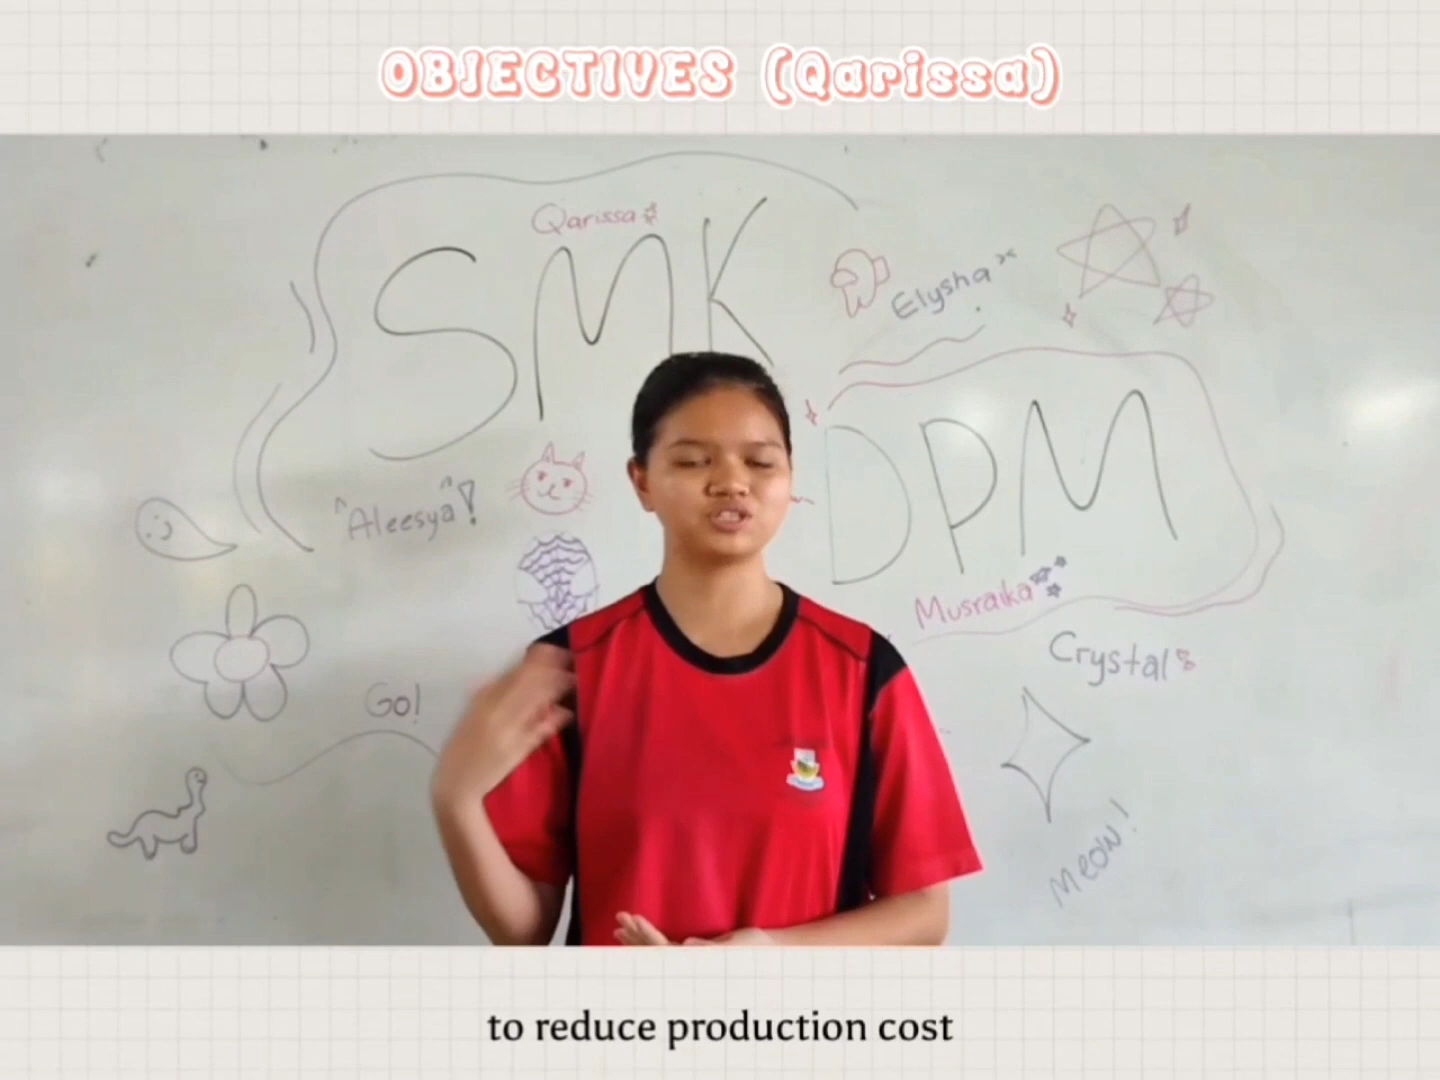 OBJECTIVES (Qarissa)
Qarissa
SMK
Elysha
DPM
"Aleesya"!
Musraika
Crystal
Go!
Meow!
to reduce production cost